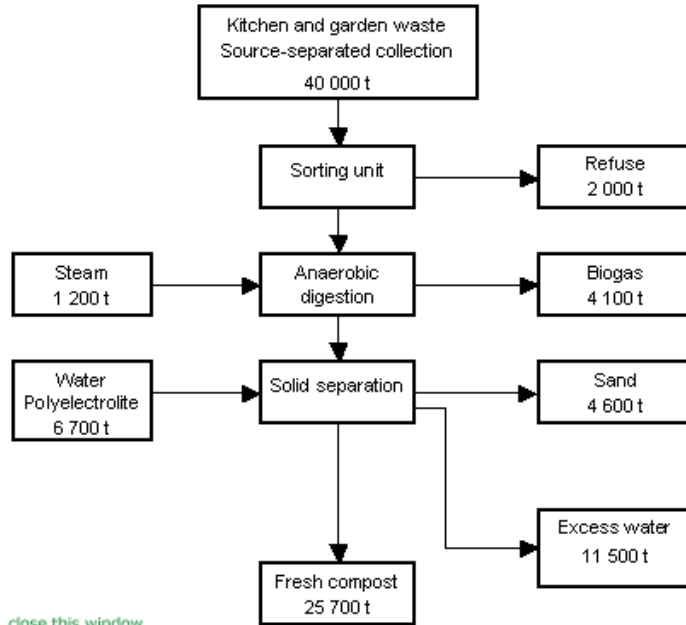 Kitchen and garden waste
Source-separated collection
40 000 t
Sorting unit
Refuse
2 000 t
Steam
1 200 t
Anaerobic
digestion
Biogas
4 100 t
Water
Polyelectrolite
6 700 t
Solid separation
Sand
4 600 t
Excess water
11 500 t
Fresh compost
25 700 t
close this window